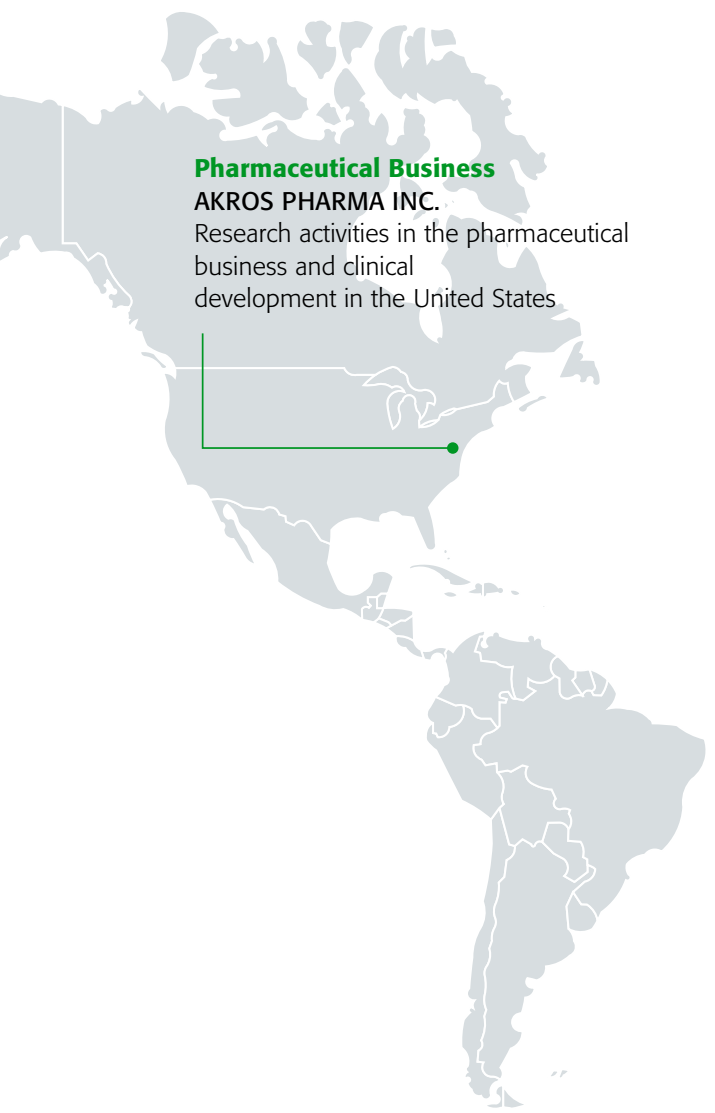 Pharmaceutical Business
AKROS PHARMA INC.
Research activities in the pharmaceutical
business and clinical
development in the United States